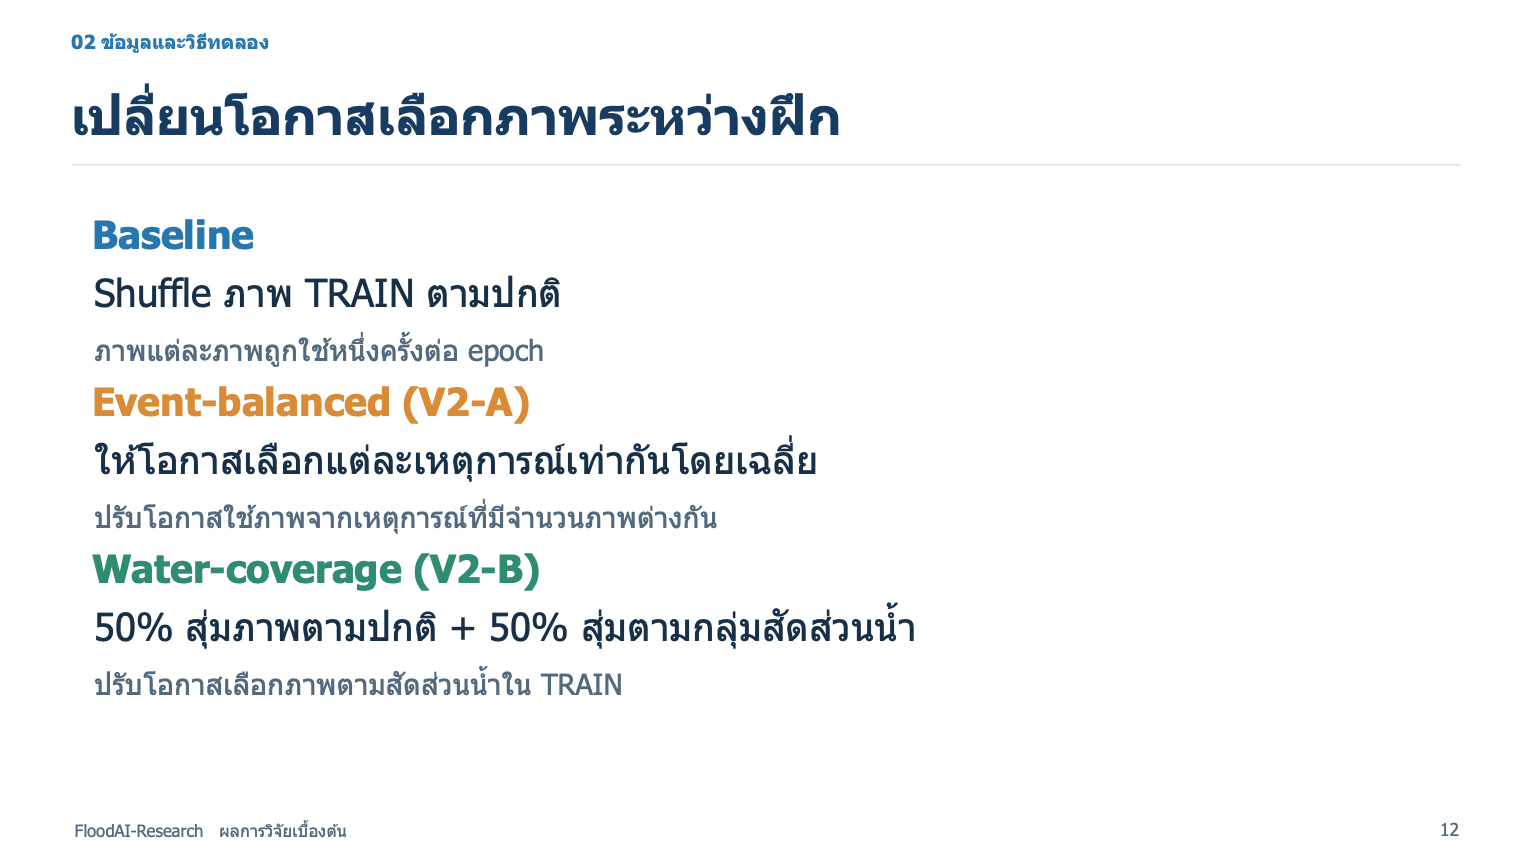 02 ข้อมูลและวิธีทดลอง
เปลี่ยนโอกาสเลือกภาพระหว่างฝึก
Baseline
Shuffle ภาพ TRAIN ตามปกติ
ภาพแต่ละภาพถูกใช้หนึ่งครั้งต่อ epoch
Event-balanced (V2-A)
ให้โอกาสเลือกแต่ละเหตุการณ์เท่ากันโดยเฉลี่ย
ปรับโอกาสใช้ภาพจากเหตุการณ์ที่มีจำนวนภาพต่างกัน
Water-coverage (V2-B)
50% สุ่มภาพตามปกติ + 50% สุ่มตามกลุ่มสัดส่วนน้ำ
ปรับโอกาสเลือกภาพตามสัดส่วนน้ำใน TRAIN
FloodAI-Research ผลการวิจัยเบื้องต้น
12